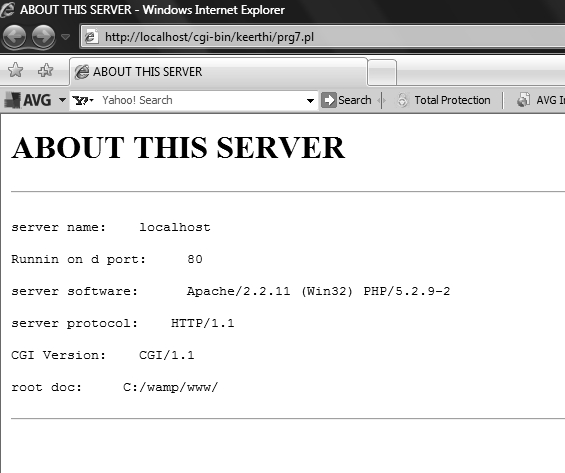 ABOUT THIS SERVER - Windows Internet Explorer
http://localhost/cgi-bin/keerthi/prg7.pl
ABOUT THIS SERVER
AVG Yahoo! Search Search Total Protection AVG
ABOUT THIS SERVER
server name: localhost
Runnin on d port: 80
server software: Apache/2.2.11 (Win32) PHP/5.2.9-2
server protocol: HTTP/1.1
CGI Version: CGI/1.1
root doc: C:/wamp/www/